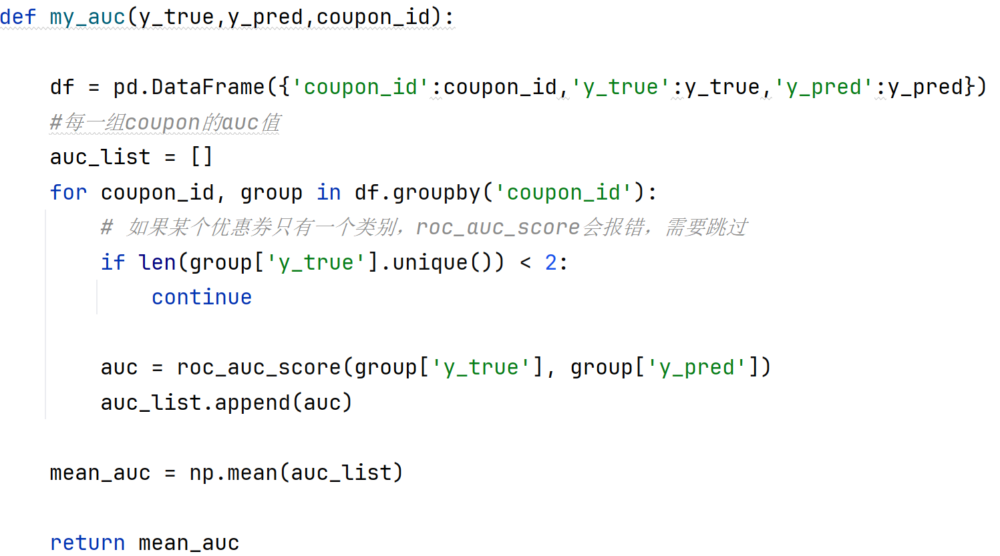 def my_auc(y_true,y_pred,coupon_id):
df = pd.DataFrame({'coupon_id':coupon_id,'y_true':y_true,'y_pred':y_pred})
#每一组coupon的auc值
auc_list = []
for coupon_id, group in df.groupby('coupon_id'):
# 如果某个优惠券只有一个类别，roc_auc_score会报错，需要跳过
if len(group['y_true'].unique()) < 2:
continue
auc = roc_auc_score(group['y_true'], group['y_pred'])
auc_list.append(auc)
mean_auc = np.mean(auc_list)
return mean_auc